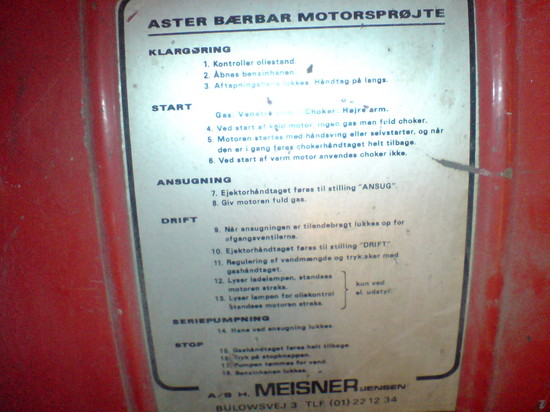 ASTER BÆRBAR MOTORSPRØJTE
KLARGØRING
1. Kontroller oliestand.
2. Åbnes benzinhanen.
3. Aftapningshane lukkes. Håndtag på langs.
START
Gas: Venstre arm. Choker: Højre arm.
4. Ved start af kold motor, ingen gas men fuld choker.
5. Motoren startes med håndsving eller selvstarter, og når
den er i gang føres chokerhåndtaget helt tilbage.
6. Ved start af varm motor anvendes choker ikke.
ANSUGNING
7. Ejektorhåndtaget føres til stilling "ANSUG".
8. Giv motoren fuld gas.
DRIFT
9. Når ansugningen er tilendebragt lukkes op for
afgangsventilerne.
10. Ejektorhåndtaget føres til stilling "DRIFT".
11. Regulering af vandmængde og tryk sker med
gashåndtaget.
12. Lyser ladelampen, standses
motoren straks.
13. Lyser lampen for oliekontrol
standses motoren straks.
kun ved
el. udstyr.
SERIEPUMPNING
14. Hane ved ansugning lukkes.
STOP
15. Gashåndtaget føres helt tilbage.
16. Tryk på stopknappen.
17. Pumpen tømmes for vand.
18. Benzinhanen lukkes.
A/S H. MEISNER JENSEN
BÜLOWSVEJ 3 TLF. (01) 22 12 34